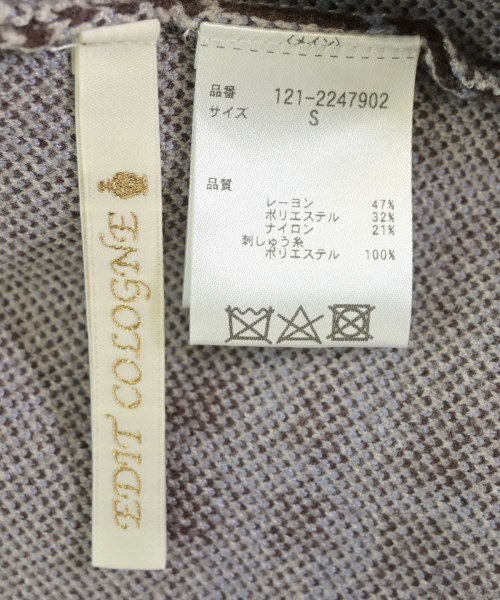 EDIT COLOGNE
〈メイン〉
品番 121-2247902
サイズ S
品質
レーヨン 47%
ポリエステル 32%
ナイロン 21%
刺しゅう糸
ポリエステル 100%